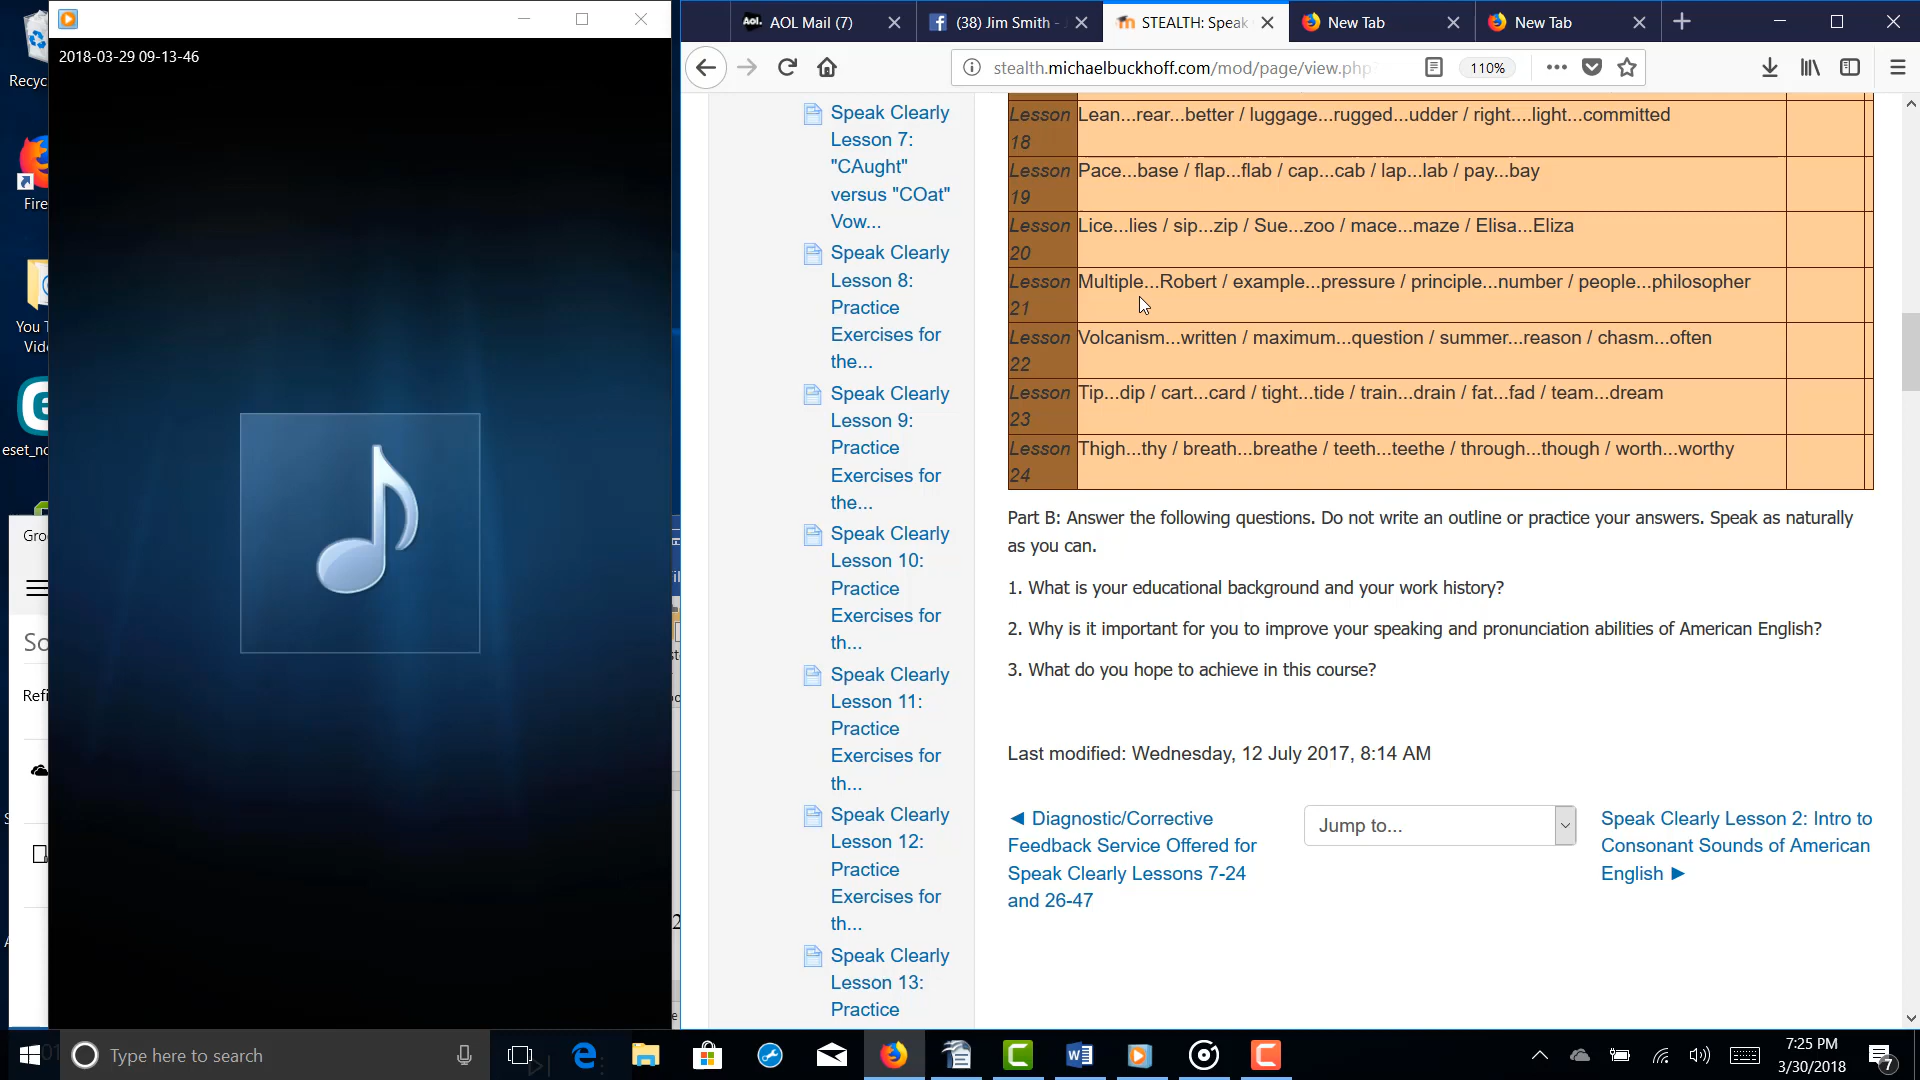 Recyc
Fire
You T
Vide
eset_no
Groo
So
Refi
2018-03-29 09-13-46
AOL Mail (7)
(38) Jim Smith -
STEALTH: Speak
New Tab
New Tab
stealth.michaelbuckhoff.com/mod/page/view.php?
110%
Speak Clearly
Lesson 7:
"CAught"
versus "COat"
Vow...
Speak Clearly
Lesson 8:
Practice
Exercises for
the...
Speak Clearly
Lesson 9:
Practice
Exercises for
the...
Speak Clearly
Lesson 10:
Practice
Exercises for
th...
Speak Clearly
Lesson 11:
Practice
Exercises for
th...
Speak Clearly
Lesson 12:
Practice
Exercises for
th...
Speak Clearly
Lesson 13:
Practice
Lesson Lean...rear...better / luggage...rugged...udder / right....light...committed
18
Lesson Pace...base / flap...flab / cap...cab / lap...lab / pay...bay
19
Lesson Lice...lies / sip...zip / Sue...zoo / mace...maze / Elisa...Eliza
20
Lesson Multiple...Robert / example...pressure / principle...number / people...philosopher
21
Lesson Volcanism...written / maximum...question / summer...reason / chasm...often
22
Lesson Tip...dip / cart...card / tight...tide / train...drain / fat...fad / team...dream
23
Lesson Thigh...thy / breath...breathe / teeth...teethe / through...though / worth...worthy
24
Part B: Answer the following questions. Do not write an outline or practice your answers. Speak as naturally
as you can.
1. What is your educational background and your work history?
2. Why is it important for you to improve your speaking and pronunciation abilities of American English?
3. What do you hope to achieve in this course?
Last modified: Wednesday, 12 July 2017, 8:14 AM
◄ Diagnostic/Corrective
Feedback Service Offered for
Speak Clearly Lessons 7-24
and 26-47
Jump to...
Speak Clearly Lesson 2: Intro to
Consonant Sounds of American
English ►
Type here to search
7:25 PM
3/30/2018
7